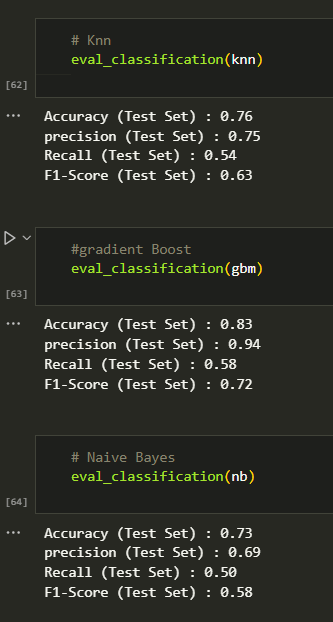 # Knn
eval_classification(knn)
[62]
... Accuracy (Test Set) : 0.76
precision (Test Set) : 0.75
Recall (Test Set) : 0.54
F1-Score (Test Set) : 0.63
#gradient Boost
eval_classification(gbm)
[63]
... Accuracy (Test Set) : 0.83
precision (Test Set) : 0.94
Recall (Test Set) : 0.58
F1-Score (Test Set) : 0.72
# Naive Bayes
eval_classification(nb)
[64]
... Accuracy (Test Set) : 0.73
precision (Test Set) : 0.69
Recall (Test Set) : 0.50
F1-Score (Test Set) : 0.58